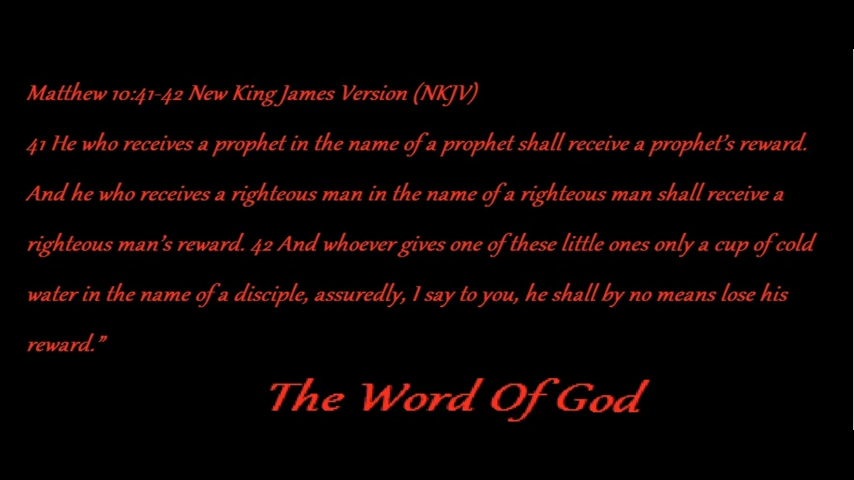 Matthew 10:41-42 New King James Version (NKJV)
41 He who receives a prophet in the name of a prophet shall receive a prophet’s reward.
And he who receives a righteous man in the name of a righteous man shall receive a
righteous man’s reward. 42 And whoever gives one of these little ones only a cup of cold
water in the name of a disciple, assuredly, I say to you, he shall by no means lose his
reward.”
The Word Of God